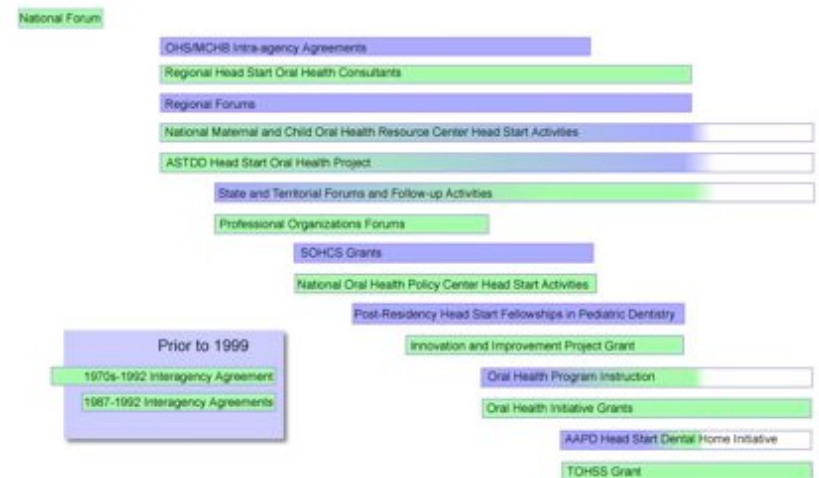 National Forum
OHS/MCHB Intra-agency Agreements
Regional Head Start Oral Health Consultants
Regional Forums
National Maternal and Child Oral Health Resource Center Head Start Activities
ASTDD Head Start Oral Health Project
State and Territorial Forums and Follow-up Activities
Professional Organizations Forums
SOHCS Grants
National Oral Health Policy Center Head Start Activities
Post-Residency Head Start Fellowships in Pediatric Dentistry
Innovation and Improvement Project Grant
Oral Health Program Instruction
Oral Health Initiative Grants
AAPD Head Start Dental Home Initiative
TOHSS Grant
Prior to 1999
1970s-1992 Interagency Agreement
1987-1992 Interagency Agreements